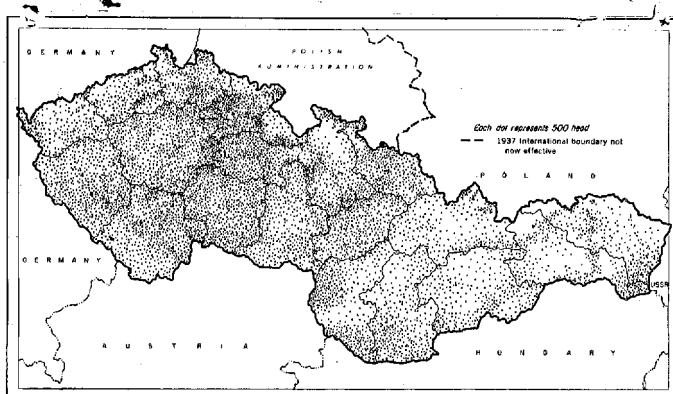 GERMANY
POLISH
ADMINISTRATION
Each dot represents 500 head
1937 International boundary not
now effective
POLAND
GERMANY
USSR
AUSTRIA
HUNGARY